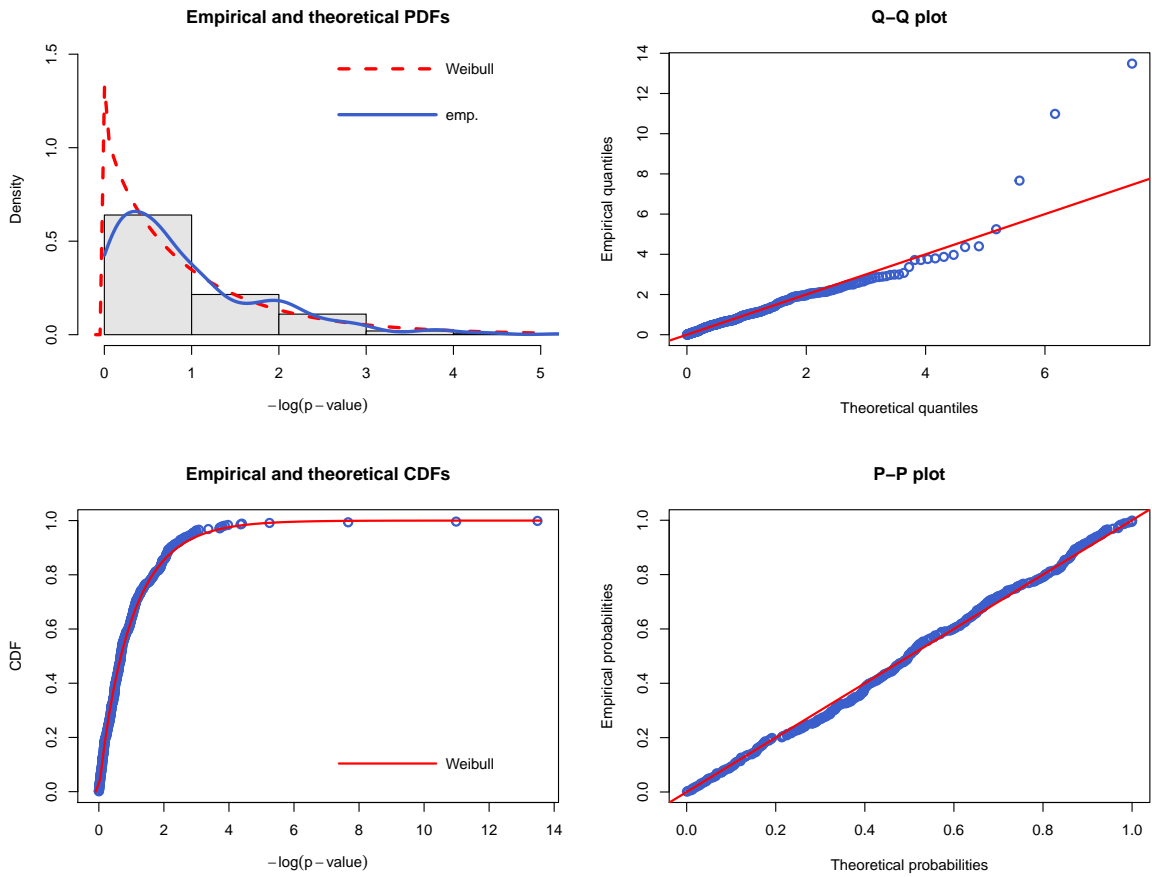 Empirical and theoretical PDFs
1.5
1.0
0.5
0.0
Density
Weibull
emp.
0 1 2 3 4 5
−log(p−value)
Q−Q plot
14
12
10
8
6
4
2
0
Empirical quantiles
0 2 4 6
Theoretical quantiles
Empirical and theoretical CDFs
1.0
0.8
0.6
0.4
0.2
0.0
CDF
Weibull
0 2 4 6 8 10 12 14
−log(p−value)
P−P plot
1.0
0.8
0.6
0.4
0.2
0.0
Empirical probabilities
0.0 0.2 0.4 0.6 0.8 1.0
Theoretical probabilities